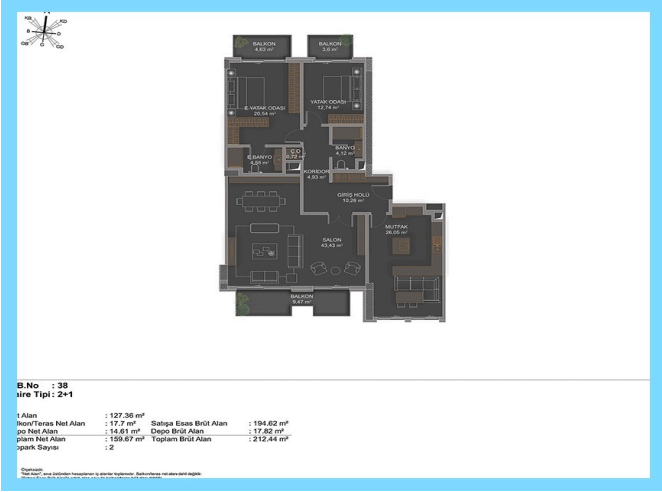 KD
KD
B
D
GB
G
GD
BALKON
4,63 m²
BALKON
3,6 m²
E.YATAK ODASI
20,54 m²
YATAK ODASI
12,74 m²
BANYO
4,12 m²
Ç.O
E.BANYO
KORİDOR
4,93 m²
GİRİŞ HOLÜ
10,28 m²
MUTFAK
26,05 m²
SALON
43,43 m²
BALKON
9,47 m²
B.No : 38
aire Tipi : 2+1
t Alan : 127.36 m²
lkon/Teras Net Alan : 17.7 m² Satışa Esas Brüt Alan : 194.62 m²
po Net Alan : 14.61 m² Depo Brüt Alan : 17.82 m²
plam Net Alan : 159.67 m² Toplam Brüt Alan : 212.44 m²
opark Sayısı : 2